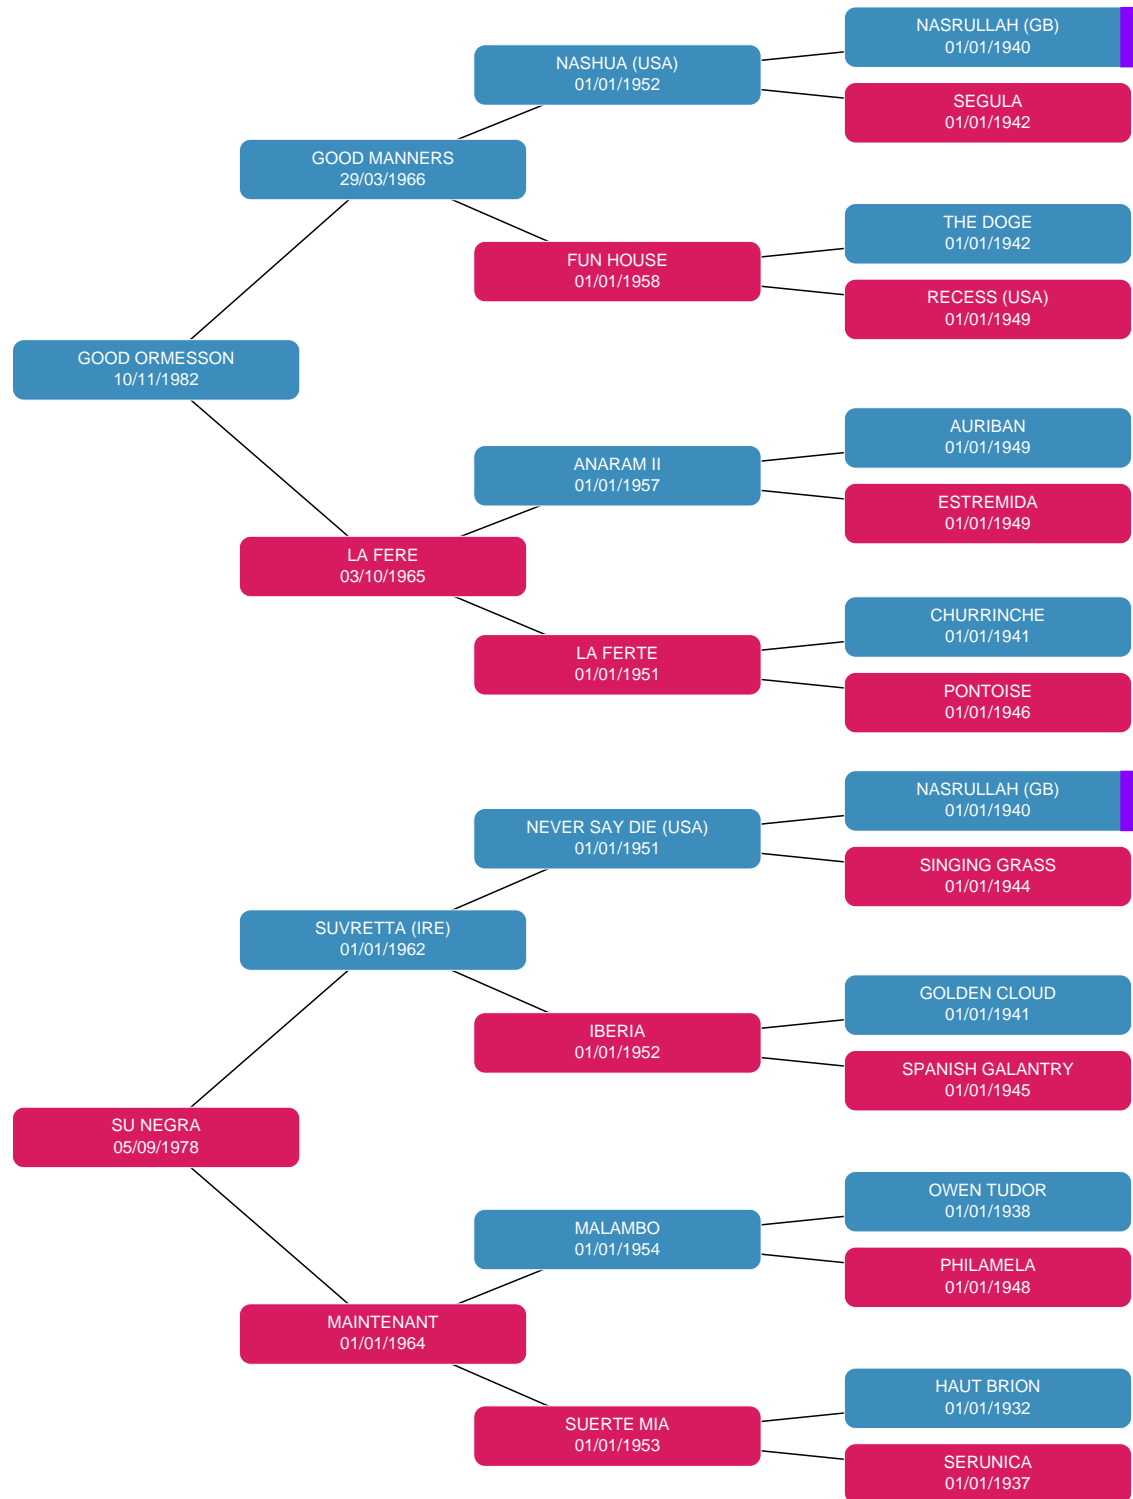 NASRULLAH (GB)
01/01/1940
NASHUA (USA)
01/01/1952
SEGULA
01/01/1942
GOOD MANNERS
29/03/1966
THE DOGE
01/01/1942
FUN HOUSE
01/01/1958
RECESS (USA)
01/01/1949
GOOD ORMESSON
10/11/1982
AURIBAN
01/01/1949
ANARAM II
01/01/1957
ESTREMIDA
01/01/1949
LA FERE
03/10/1965
CHURRINCHE
01/01/1941
LA FERTE
01/01/1951
PONTOISE
01/01/1946
NASRULLAH (GB)
01/01/1940
NEVER SAY DIE (USA)
01/01/1951
SINGING GRASS
01/01/1944
SUVRETTA (IRE)
01/01/1962
GOLDEN CLOUD
01/01/1941
IBERIA
01/01/1952
SPANISH GALANTRY
01/01/1945
SU NEGRA
05/09/1978
OWEN TUDOR
01/01/1938
MALAMBO
01/01/1954
PHILAMELA
01/01/1948
MAINTENANT
01/01/1964
HAUT BRION
01/01/1932
SUERTE MIA
01/01/1953
SERUNICA
01/01/1937